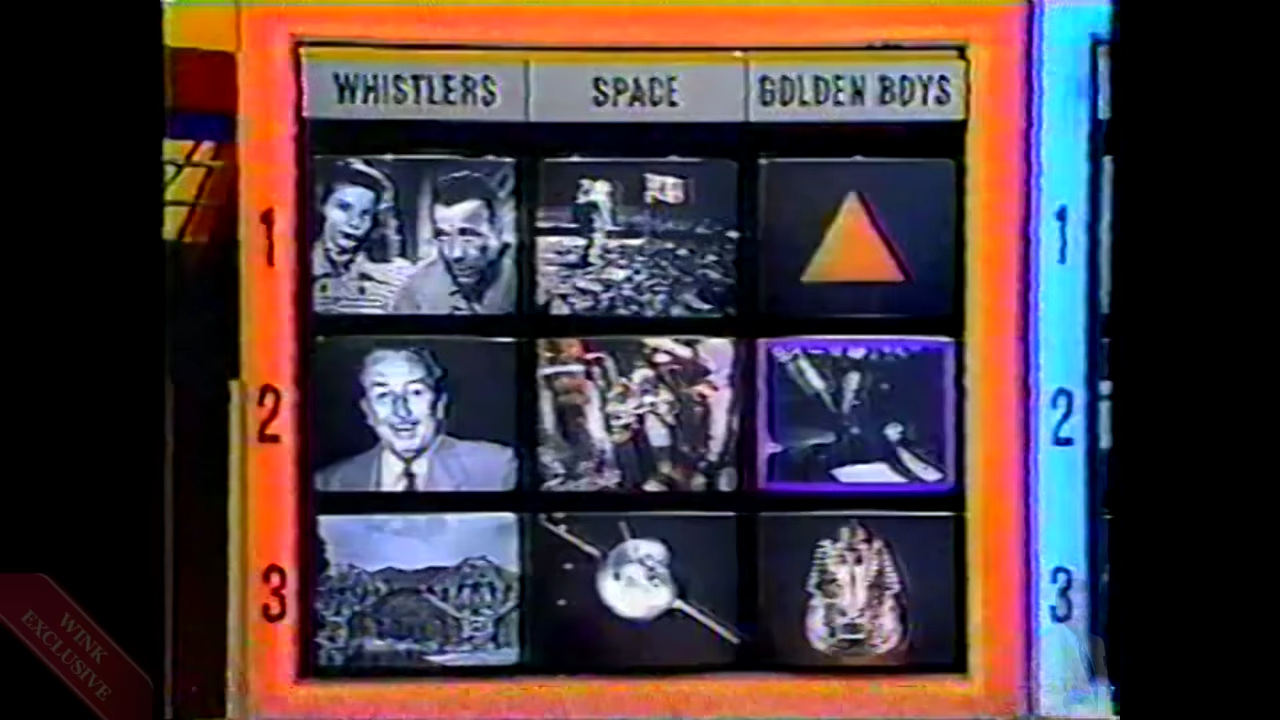 WHISTLERS SPACE GOLDEN BOYS
1 1
2 2
3 3
WINK
EXCLUSIVE